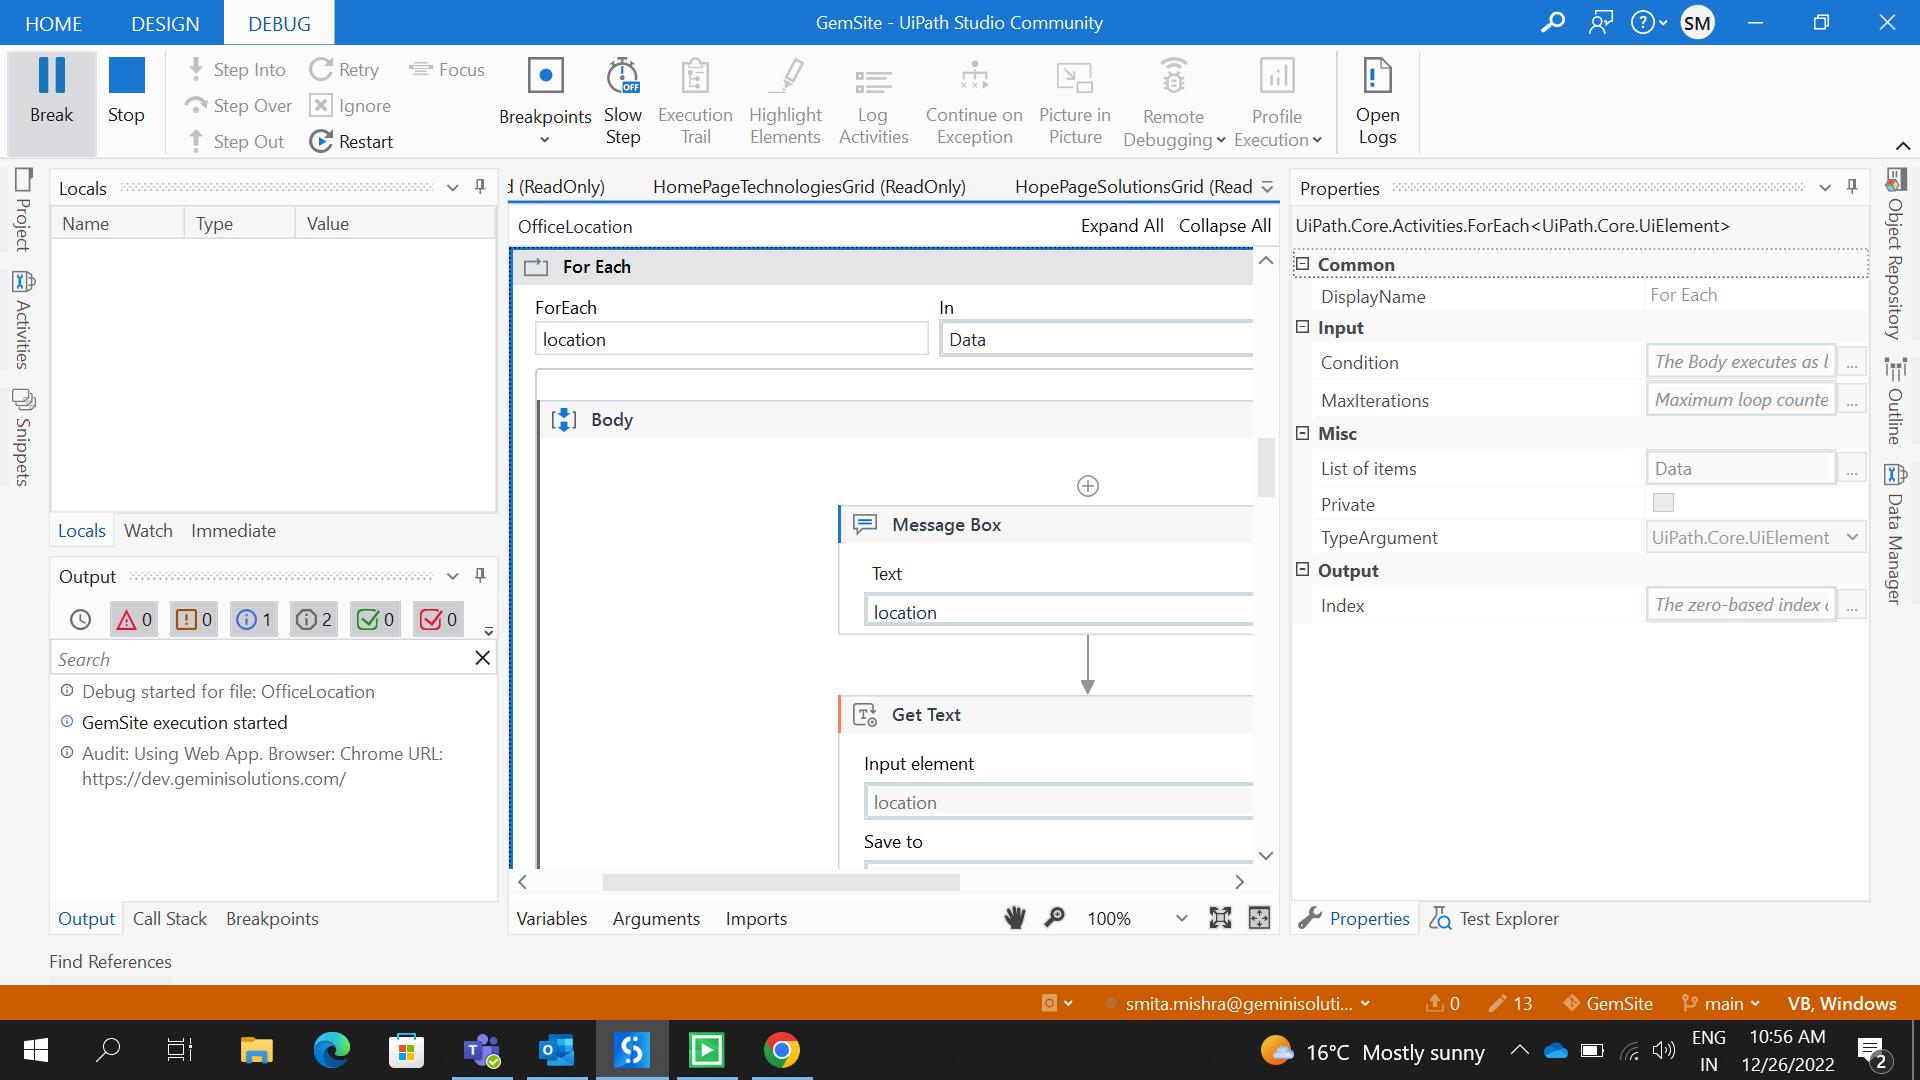 HOME DESIGN DEBUG GemSite - UiPath Studio Community SM
Break
Stop
Step Into
Step Over
Step Out
Retry
Ignore
Restart
Focus
Breakpoints
Slow
Step
Execution
Trail
Highlight
Elements
Log
Activities
Continue on
Exception
Picture in
Picture
Remote
Debugging
Profile
Execution
Open
Logs
Project
Activities
Snippets
Locals
Name Type Value
Locals Watch Immediate
Output
0 0 1 2 0 0
Search
Debug started for file: OfficeLocation
GemSite execution started
Audit: Using Web App. Browser: Chrome URL:
https://dev.geminisolutions.com/
Output Call Stack Breakpoints
Find References
d (ReadOnly) HomePageTechnologiesGrid (ReadOnly) HopePageSolutionsGrid (Read
OfficeLocation Expand All Collapse All
For Each
ForEach In
location Data
Body
Message Box
Text
location
Get Text
Input element
location
Save to
Variables Arguments Imports 100%
Properties
UiPath.Core.Activities.ForEach<UiPath.Core.UiElement>
Common
DisplayName For Each
Input
Condition The Body executes as l ...
MaxIterations Maximum loop counte ...
Misc
List of items Data ...
Private
TypeArgument UiPath.Core.UiElement
Output
Index The zero-based index o ...
Properties Test Explorer
Object Repository
Outline
Data Manager
smita.mishra@geminisoluti... 0 13 GemSite main VB, Windows
16°C Mostly sunny
ENG
IN
10:56 AM
12/26/2022
2